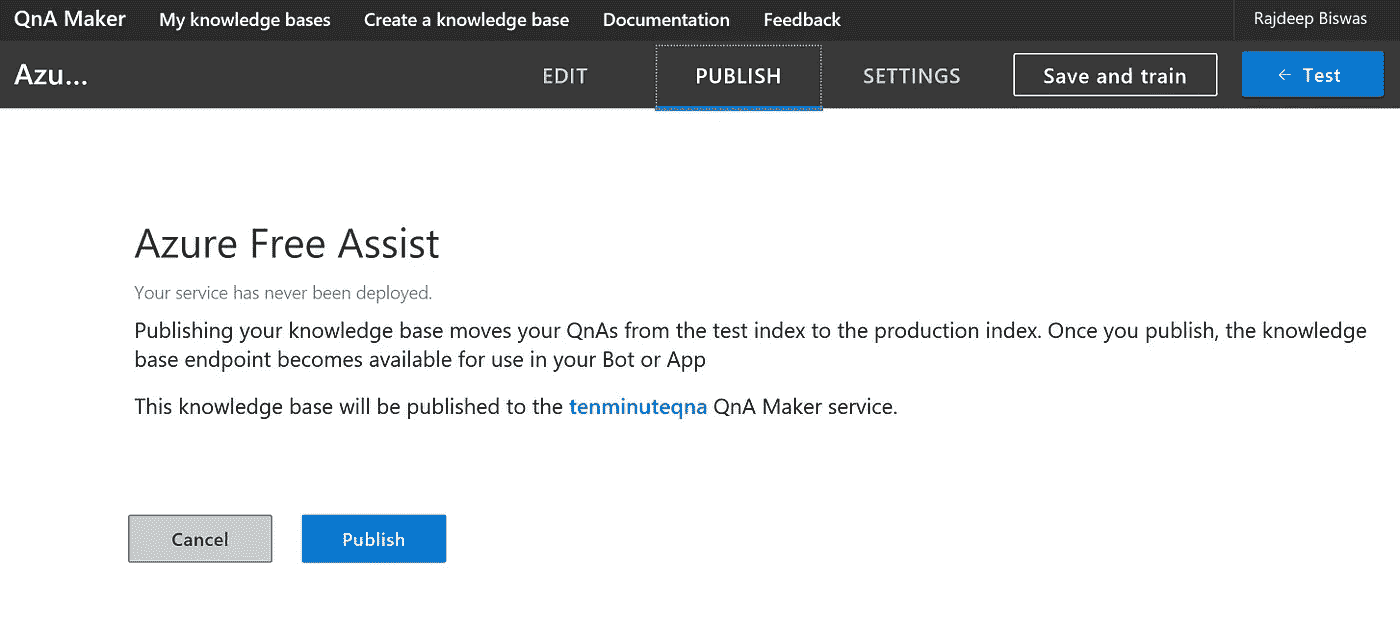 QnA Maker My knowledge bases Create a knowledge base Documentation Feedback Rajdeep Biswas
Azu... EDIT PUBLISH SETTINGS Save and train ← Test
Azure Free Assist
Your service has never been deployed.
Publishing your knowledge base moves your QnAs from the test index to the production index. Once you publish, the knowledge
base endpoint becomes available for use in your Bot or App
This knowledge base will be published to the tenminuteqna QnA Maker service.
Cancel Publish